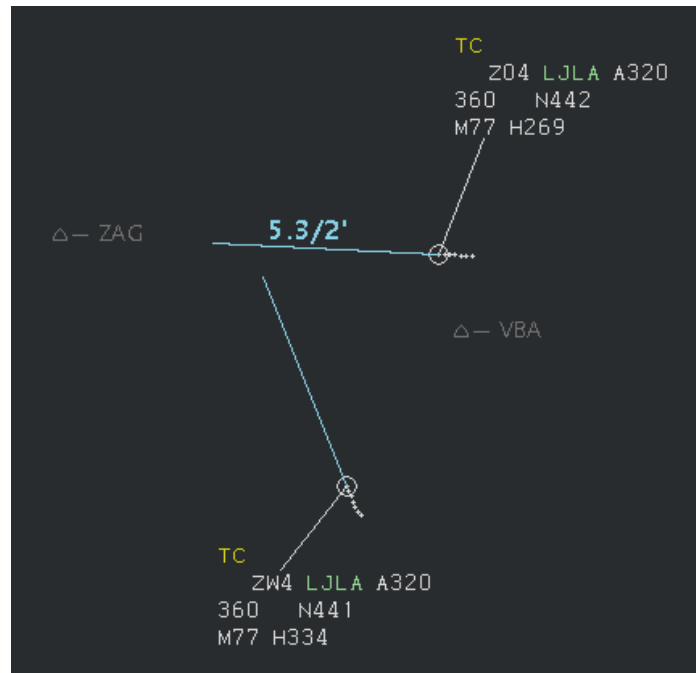 TC
Z04 LJLA A320
360 N442
M77 H269
5.3/2'
ZAG
VBA
TC
ZW4 LJLA A320
360 N441
M77 H334